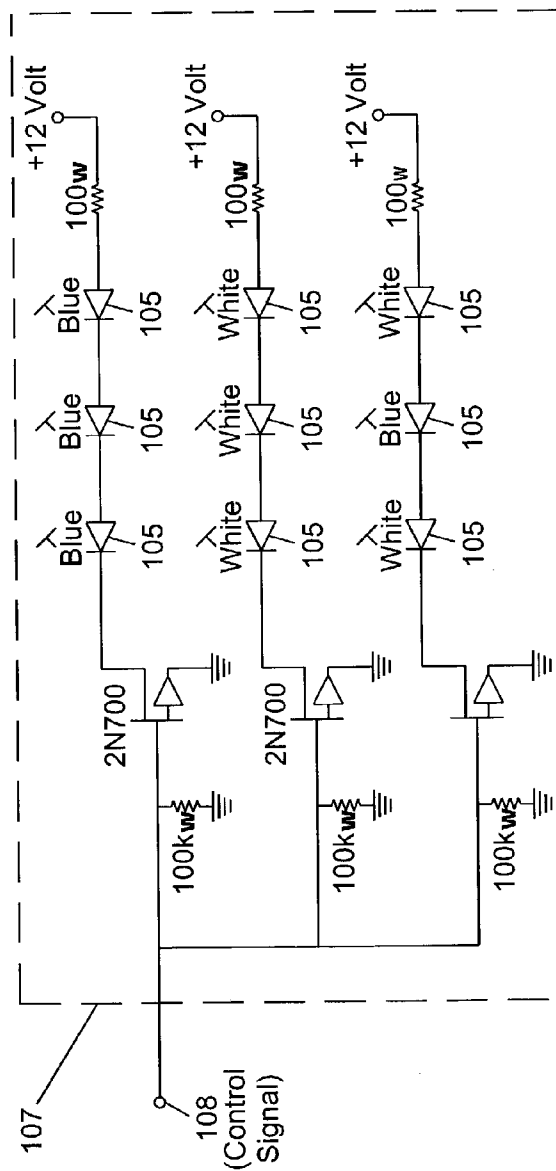 107
108
((Control
Signal)
100kw
2N700
Blue
105
Blue
105
Blue
105
100w
+12 Volt
100kw
2N700
White
105
White
105
White
105
100w
+12 Volt
100kw
White
105
Blue
105
White
105
100w
+12 Volt